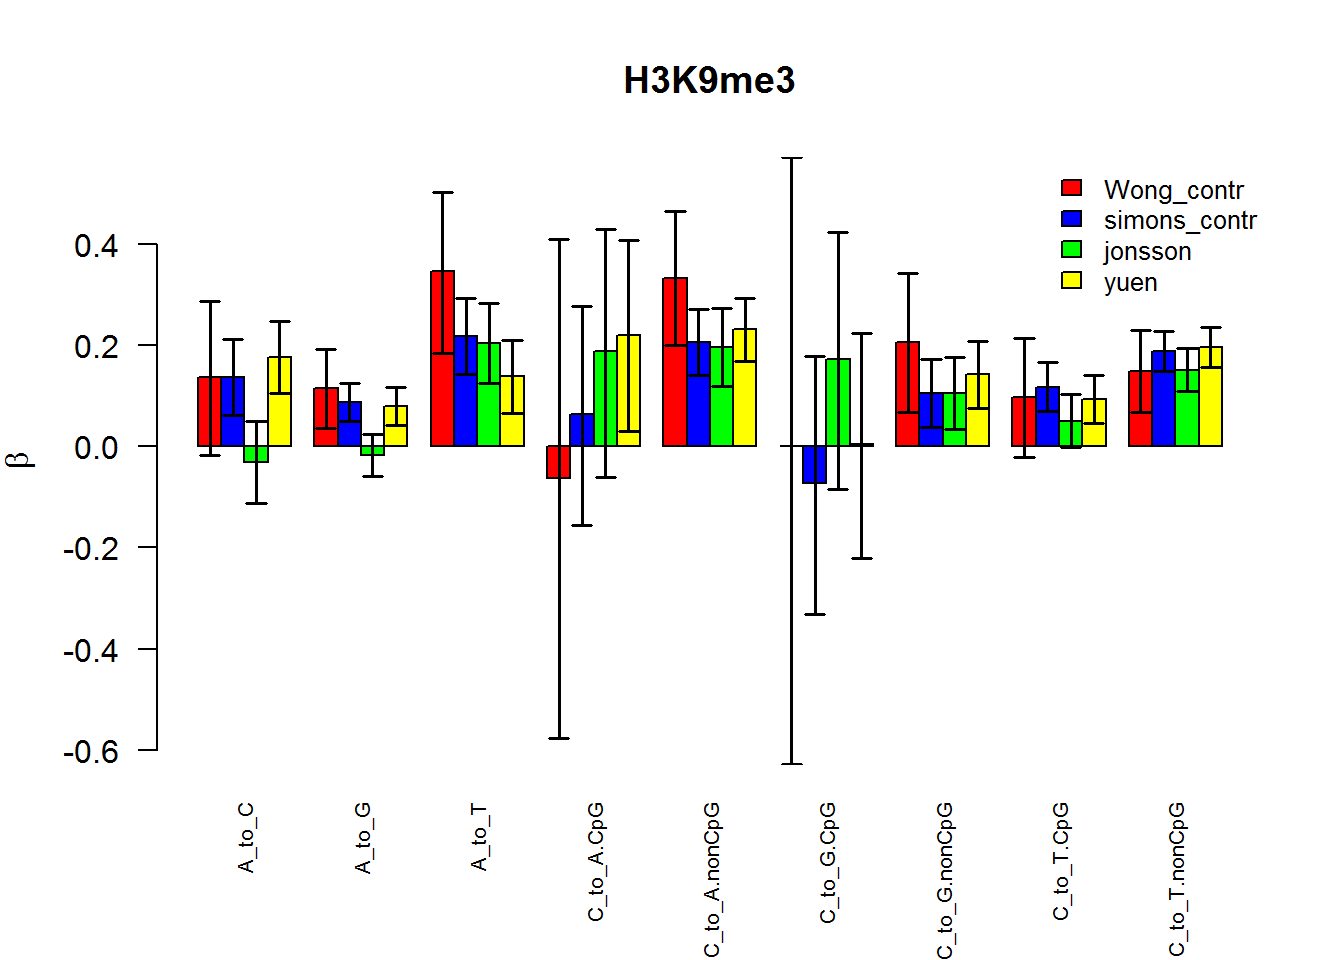 H3K9me3
Wong_contr
simons_contr
jonsson
yuen
0.4
0.2
0.0
-0.2
-0.4
-0.6
β
A_to_C
A_to_G
A_to_T
C_to_A.CpG
C_to_A.nonCpG
C_to_G.CpG
C_to_G.nonCpG
C_to_T.CpG
C_to_T.nonCpG